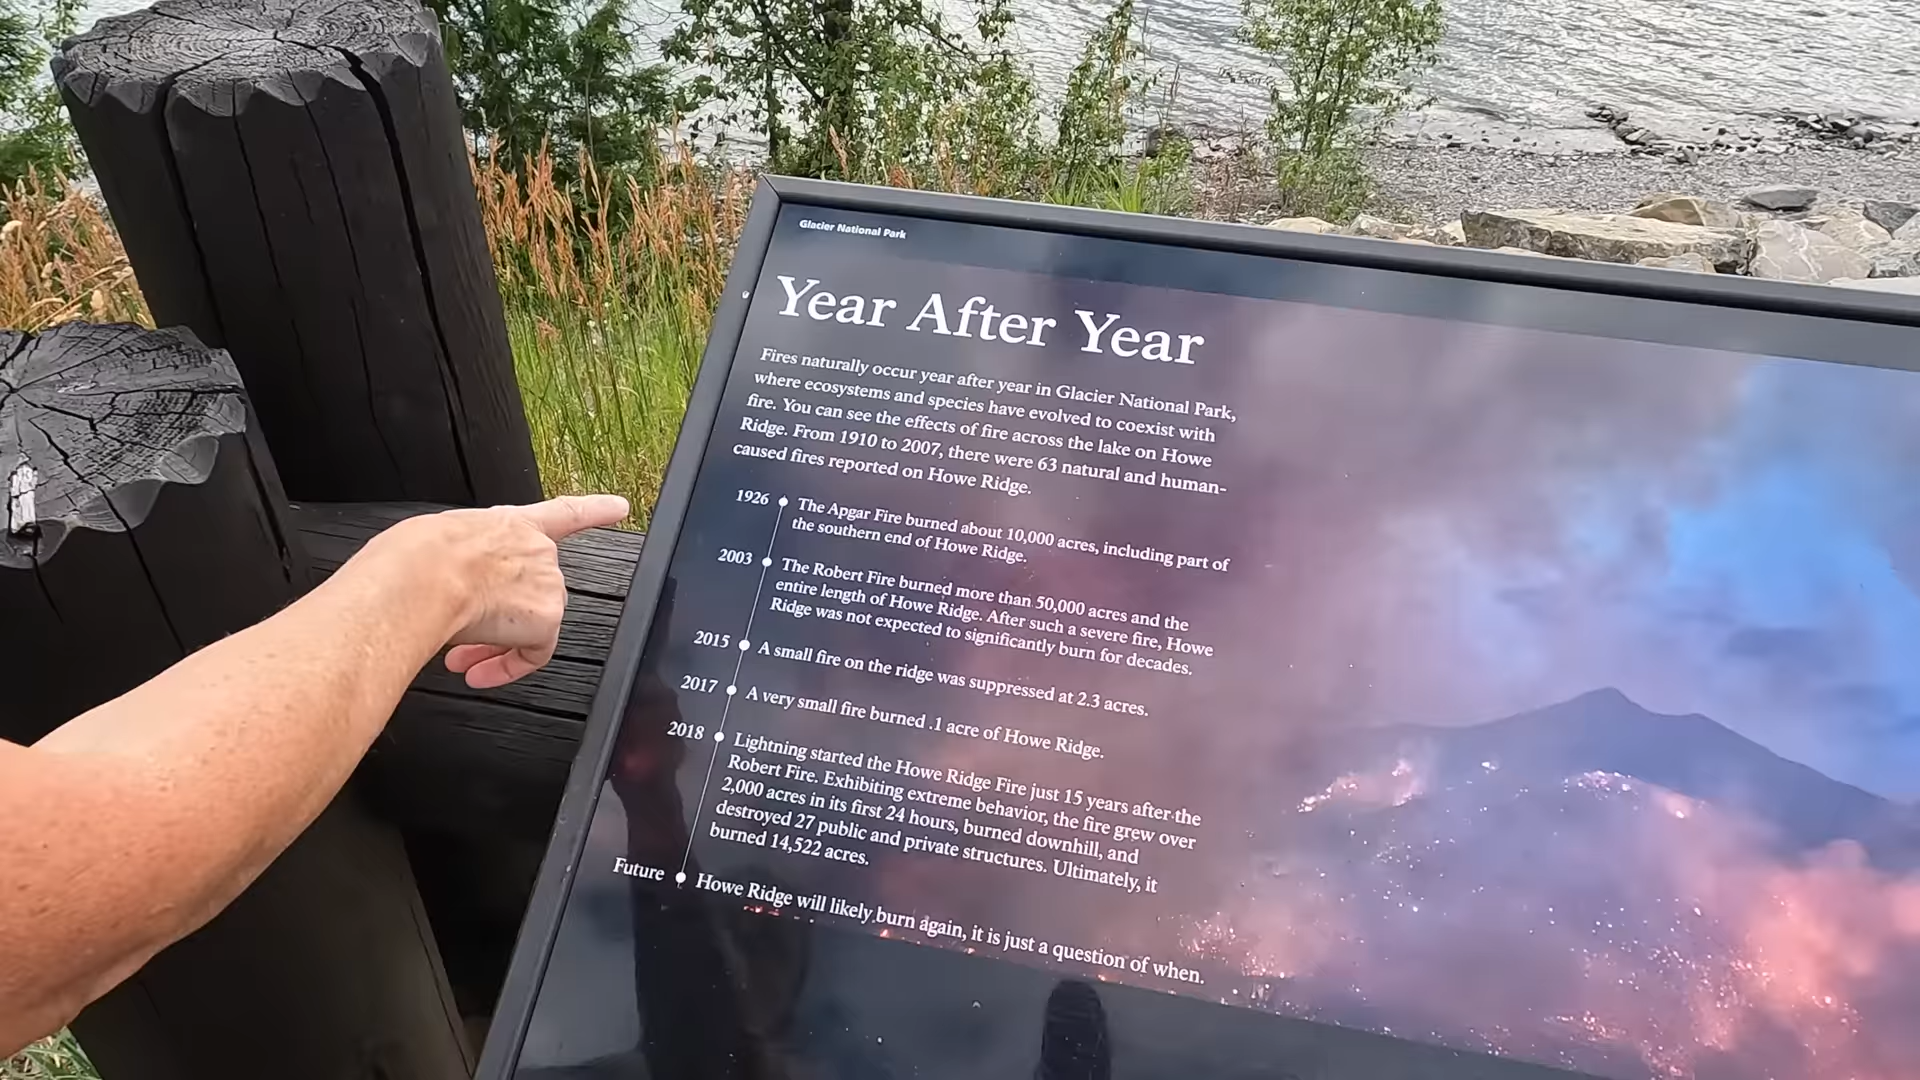 Glacier National Park
Year After Year
Fires naturally occur year after year in Glacier National Park,
where ecosystems and species have evolved to coexist with
fire. You can see the effects of fire across the lake on Howe
Ridge. From 1910 to 2007, there were 63 natural and human-
caused fires reported on Howe Ridge.
1926 The Apgar Fire burned about 10,000 acres, including part of
the southern end of Howe Ridge.
2003 The Robert Fire burned more than 50,000 acres and the
entire length of Howe Ridge. After such a severe fire, Howe
Ridge was not expected to significantly burn for decades.
2015 A small fire on the ridge was suppressed at 2.3 acres.
2017 A very small fire burned .1 acre of Howe Ridge.
2018 Lightning started the Howe Ridge Fire just 15 years after the
Robert Fire. Exhibiting extreme behavior, the fire grew over
2,000 acres in its first 24 hours, burned downhill, and
destroyed 27 public and private structures. Ultimately, it
burned 14,522 acres.
Future Howe Ridge will likely burn again, it is just a question of when.